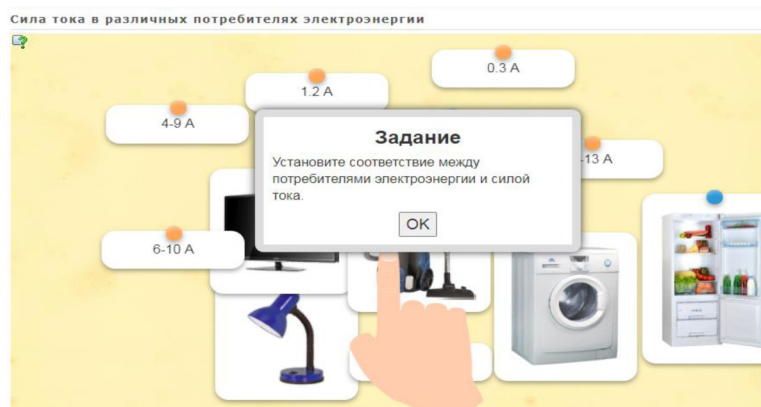 Сила тока в различных потребителях электроэнергии
0.3 А
1.2 А
4-9 А
Задание
Установите соответствие между
потребителями электроэнергии и силой
тока.
-13 А
OK
6-10 А